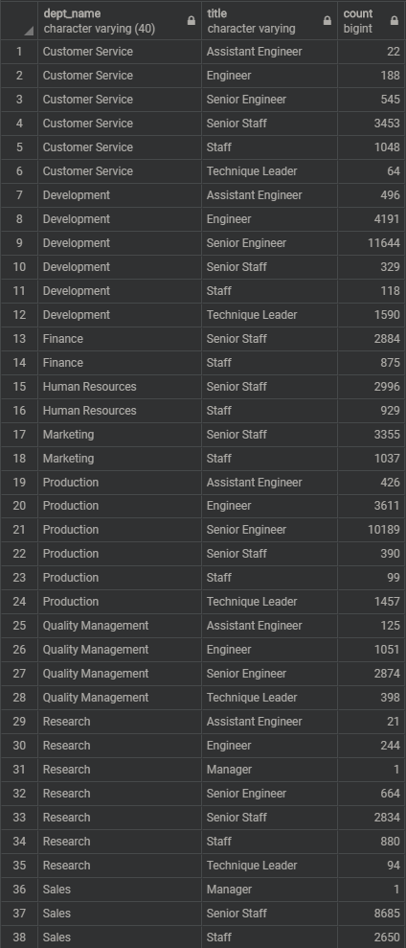 dept_name title count
character varying (40) character varying bigint
1 Customer Service Assistant Engineer 22
2 Customer Service Engineer 188
3 Customer Service Senior Engineer 545
4 Customer Service Senior Staff 3453
5 Customer Service Staff 1048
6 Customer Service Technique Leader 64
7 Development Assistant Engineer 496
8 Development Engineer 4191
9 Development Senior Engineer 11644
10 Development Senior Staff 329
11 Development Staff 118
12 Development Technique Leader 1590
13 Finance Senior Staff 2884
14 Finance Staff 875
15 Human Resources Senior Staff 2996
16 Human Resources Staff 929
17 Marketing Senior Staff 3355
18 Marketing Staff 1037
19 Production Assistant Engineer 426
20 Production Engineer 3611
21 Production Senior Engineer 10189
22 Production Senior Staff 390
23 Production Staff 99
24 Production Technique Leader 1457
25 Quality Management Assistant Engineer 125
26 Quality Management Engineer 1051
27 Quality Management Senior Engineer 2874
28 Quality Management Technique Leader 398
29 Research Assistant Engineer 21
30 Research Engineer 244
31 Research Manager 1
32 Research Senior Engineer 664
33 Research Senior Staff 2834
34 Research Staff 880
35 Research Technique Leader 94
36 Sales Manager 1
37 Sales Senior Staff 8685
38 Sales Staff 2650